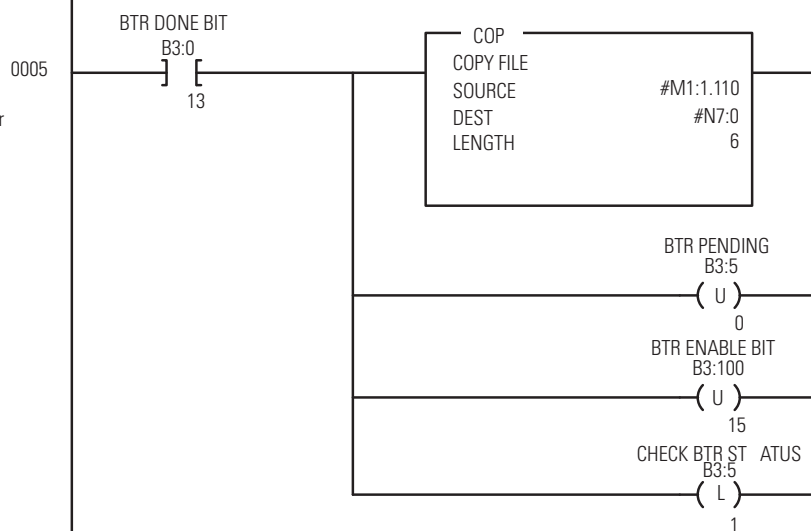 BTR DONE BIT
B3:0
0005
13
r
COP
COPY FILE
SOURCE #M1:1.110
DEST #N7:0
LENGTH 6
BTR PENDING
B3:5
U
0
BTR ENABLE BIT
B3:100
U
15
CHECK BTR ST ATUS
B3:5
L
1